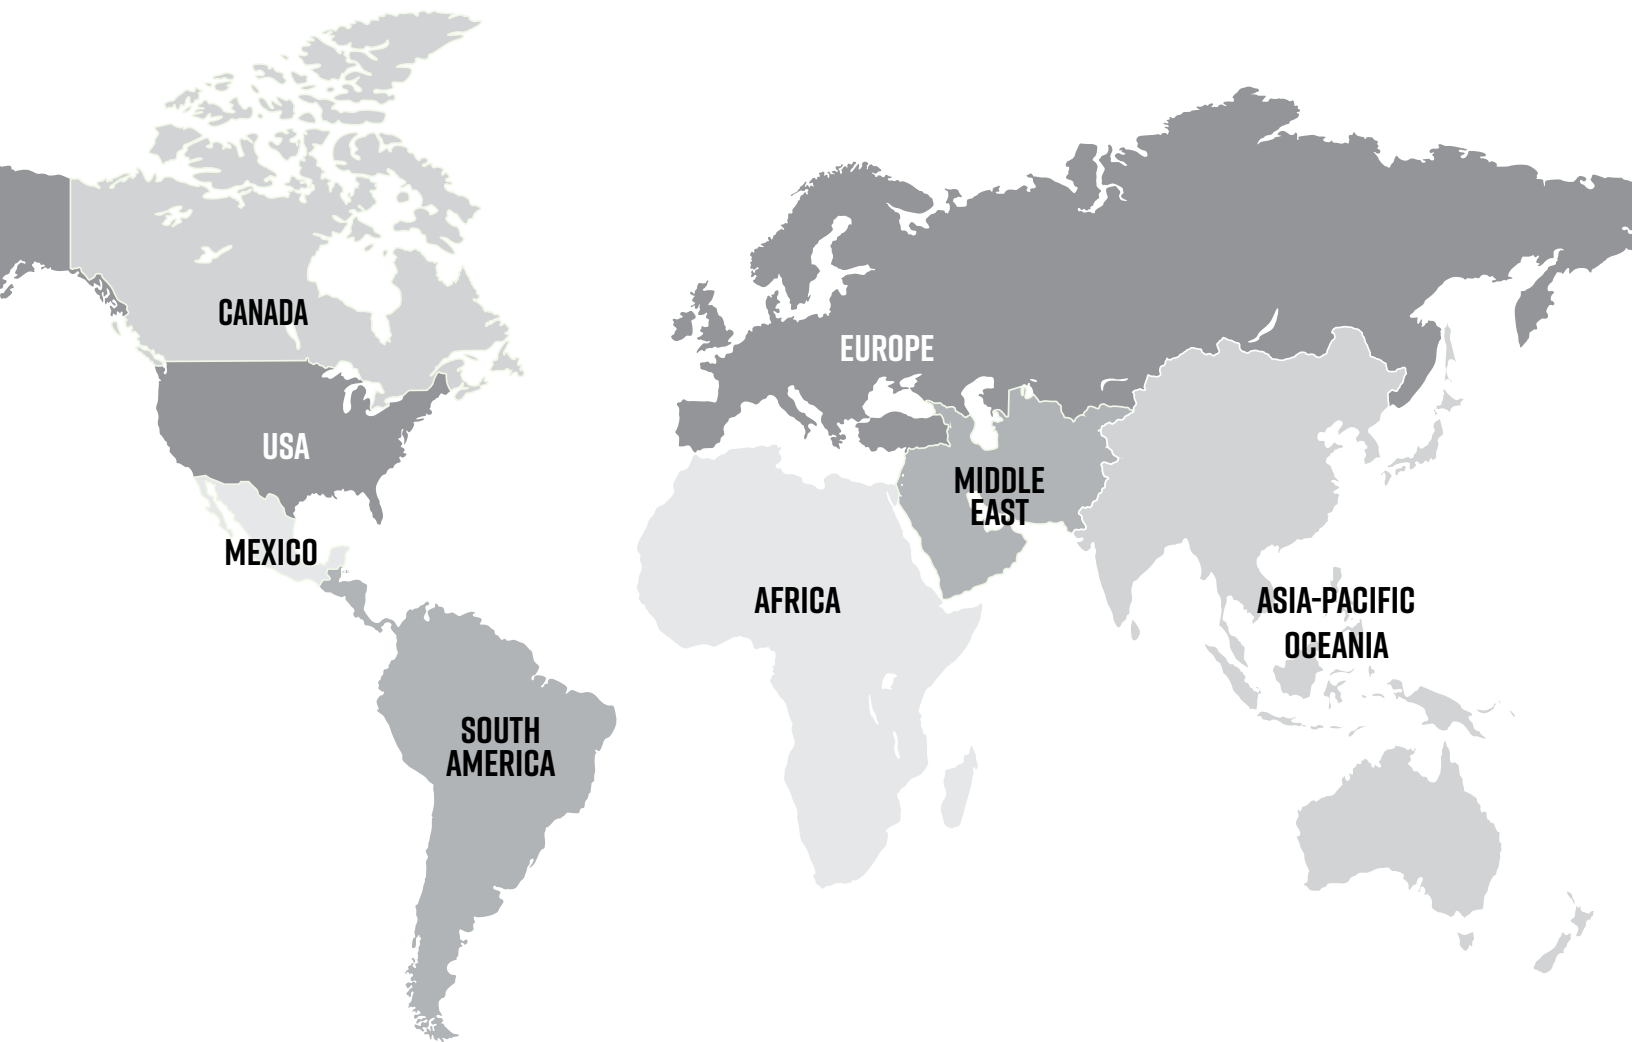 CANADA
EUROPE
USA
MIDDLE
EAST
MEXICO
AFRICA
ASIA-PACIFIC
OCEANIA
SOUTH
AMERICA